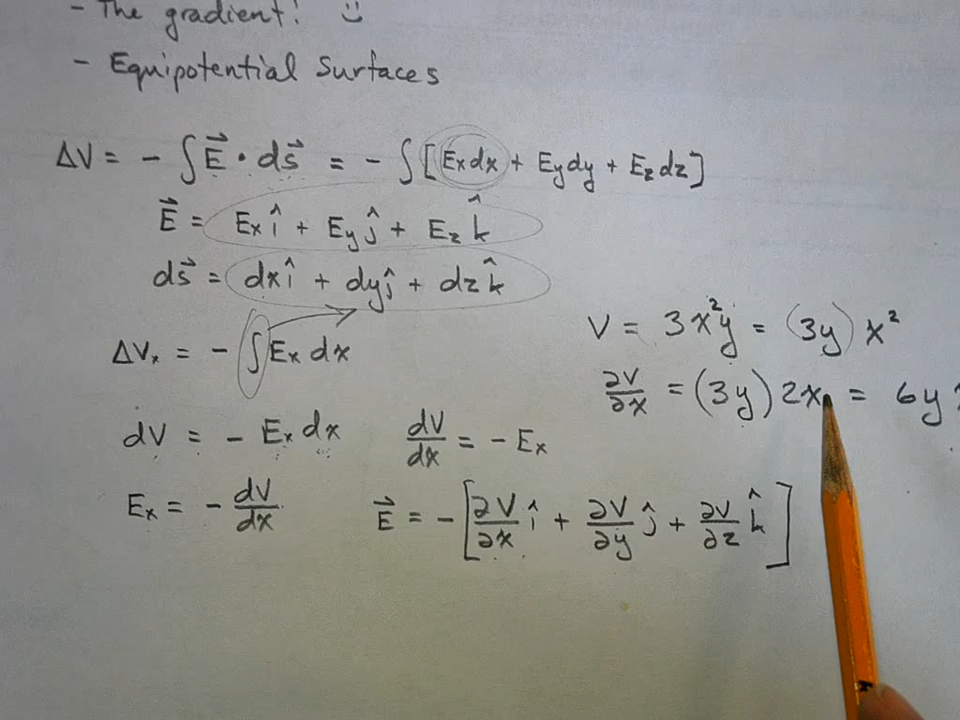 - The gradient! ☺
- Equipotential Surfaces
ΔV = - ∫ E⃗ • ds⃗ = - ∫ [Exdx + Eydy + Ezdz]
E⃗ = Ex î + Ey ĵ + Ez k̂
ds⃗ = dx î + dy ĵ + dz k̂
V = 3x²y = (3y) x²
ΔVx = - ∫ Ex dx
∂V/∂x = (3y) 2x = 6y
dV = - Ex dx
dV/dx = - Ex
Ex = - dV/dx
E⃗ = - [∂V/∂x î + ∂V/∂y ĵ + ∂V/∂z k̂]